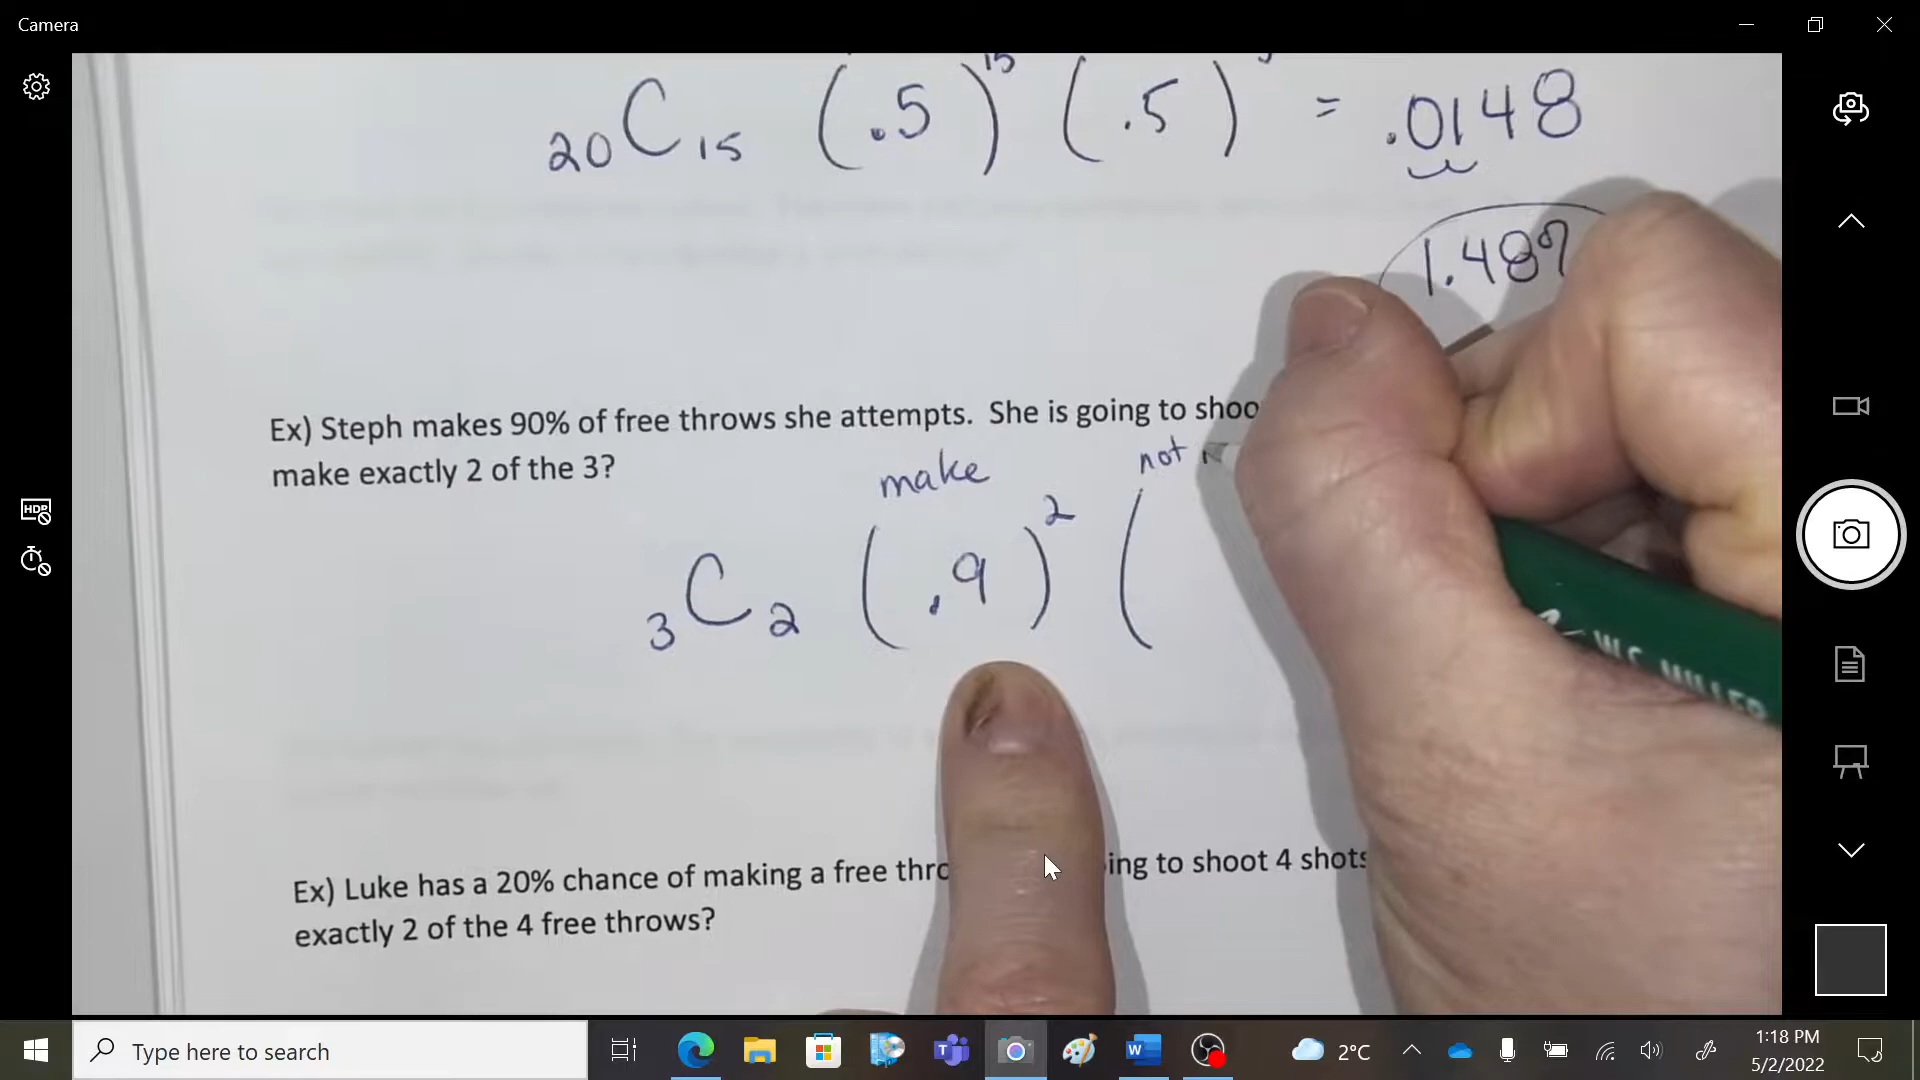 Camera
20C15 (.5)^15 (.5) = .0148
1.48%
Ex) Steph makes 90% of free throws she attempts. She is going to shoo
make exactly 2 of the 3?
make
not
3C2 (.9)^2 (
W.C. MILLER
Ex) Luke has a 20% chance of making a free thro ing to shoot 4 shots
exactly 2 of the 4 free throws?
Type here to search
2°C
1:18 PM
5/2/2022